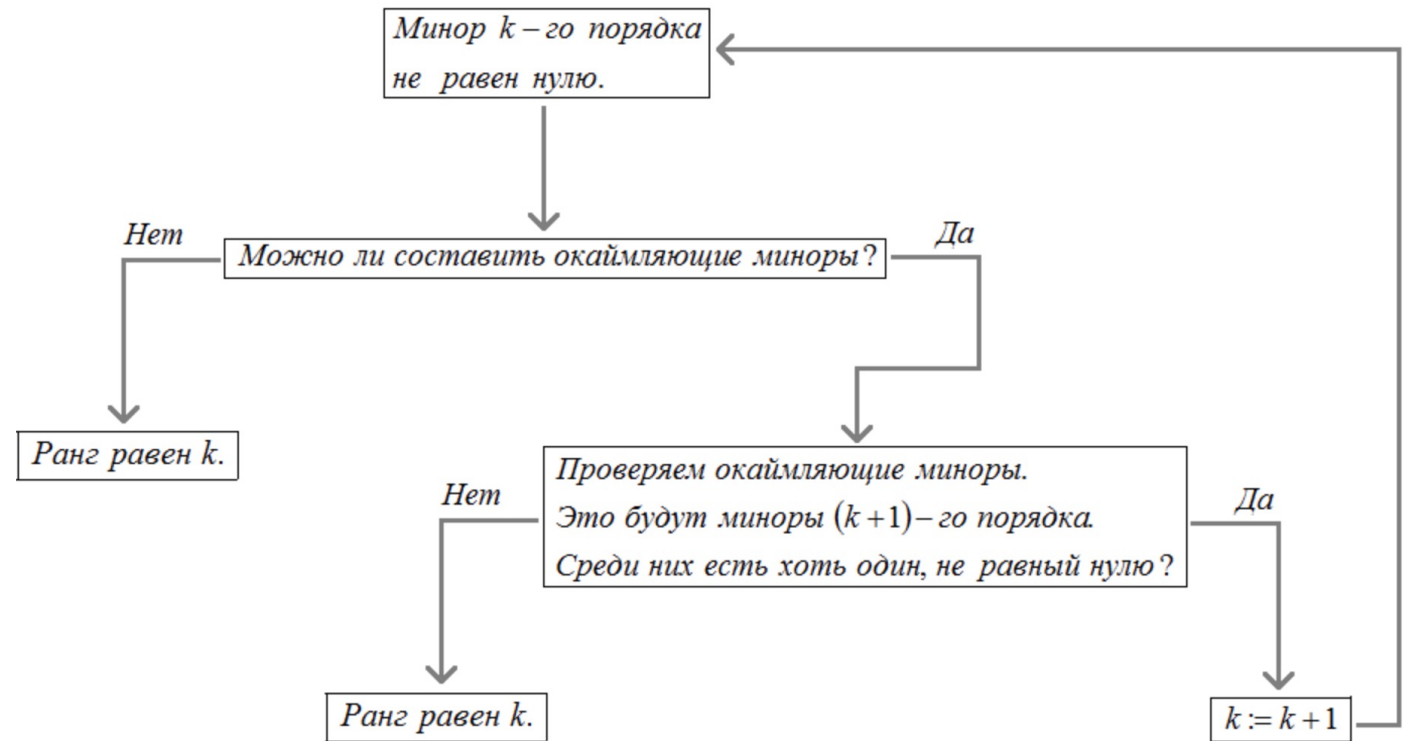 Минор k – го порядка
не равен нулю.
Нет
Да
Можно ли составить окаймляющие миноры?
Ранг равен k.
Нет
Проверяем окаймляющие миноры.
Это будут миноры (k+1) – го порядка.
Среди них есть хоть один, не равный нулю?
Да
Ранг равен k.
k := k+1